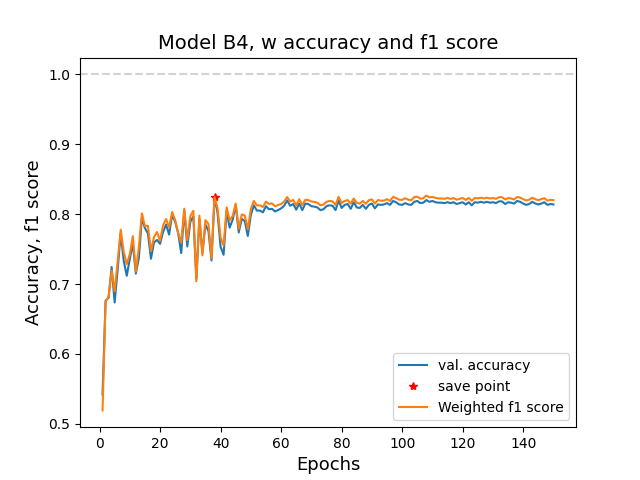 Model B4, w accuracy and f1 score
Accuracy, f1 score
1.0
0.9
0.8
0.7
0.6
0.5
0
20
40
60
80
100
120
140
Epochs
val. accuracy
save point
Weighted f1 score